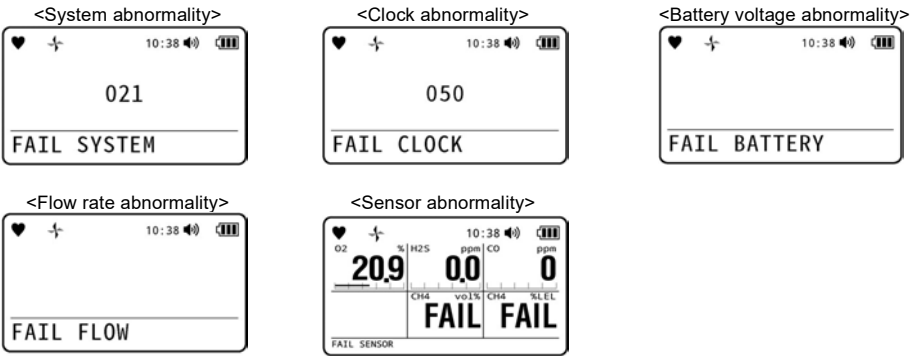 <System abnormality>
10:38
021
FAIL SYSTEM
<Clock abnormality>
10:38
050
FAIL CLOCK
<Battery voltage abnormality>
10:38
FAIL BATTERY
<Flow rate abnormality>
10:38
FAIL FLOW
<Sensor abnormality>
10:38
O2 % H2S ppm CO ppm
20.9 0.0 0
CH4 vol% CH4 %LEL
FAIL FAIL
FAIL SENSOR